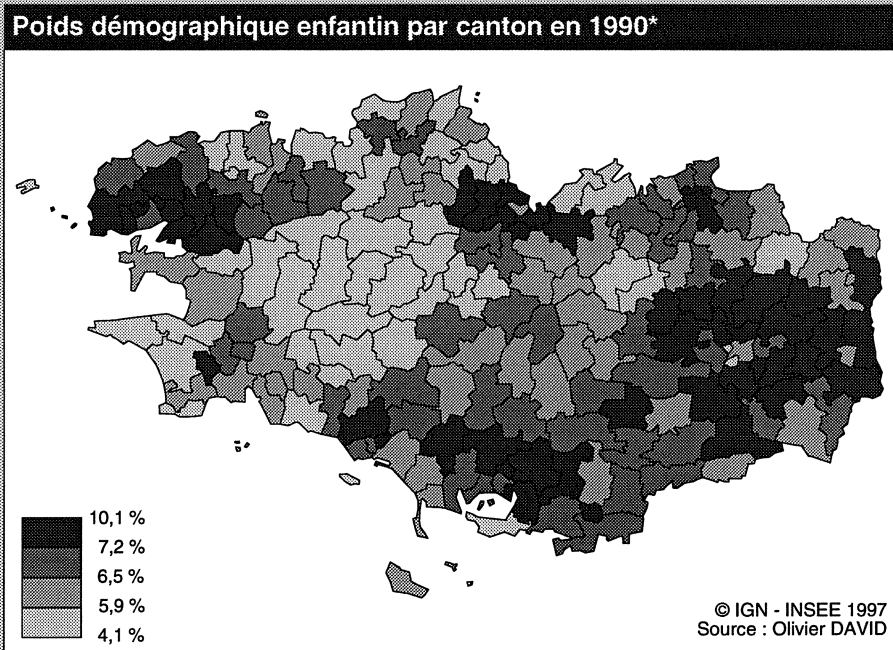 Poids démographique enfantin par canton en 1990*
10,1 %
7,2 %
6,5 %
5,9 %
4,1 %
© IGN - INSEE 1997
Source : Olivier DAVID